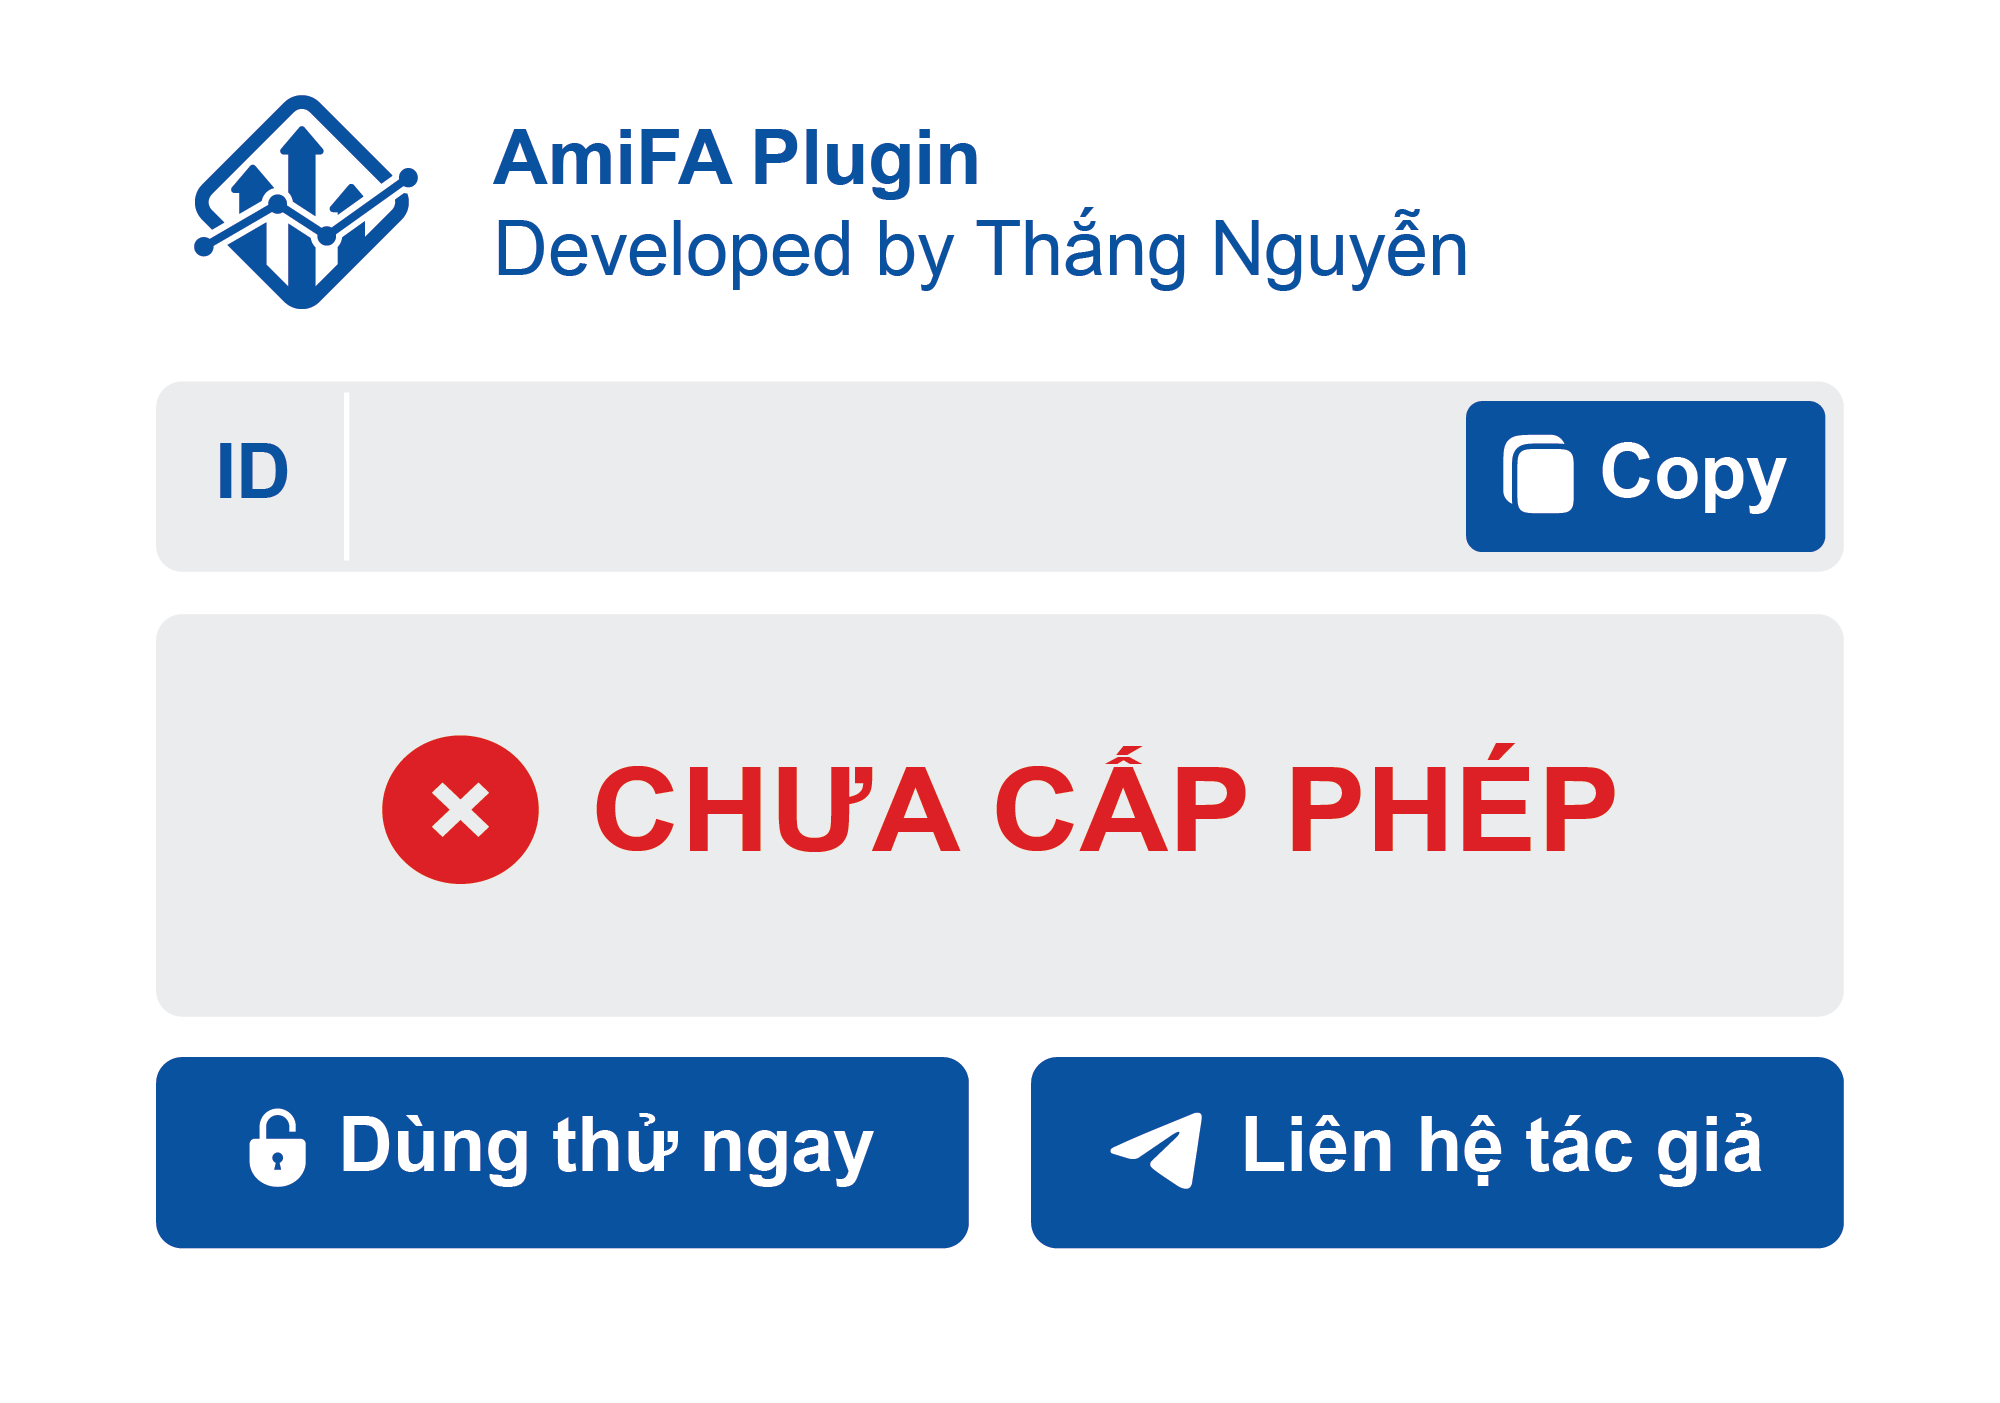 AmiFA Plugin
Developed by Thắng Nguyễn
ID
Copy
CHƯA CẤP PHÉP
Dùng thử ngay
Liên hệ tác giả